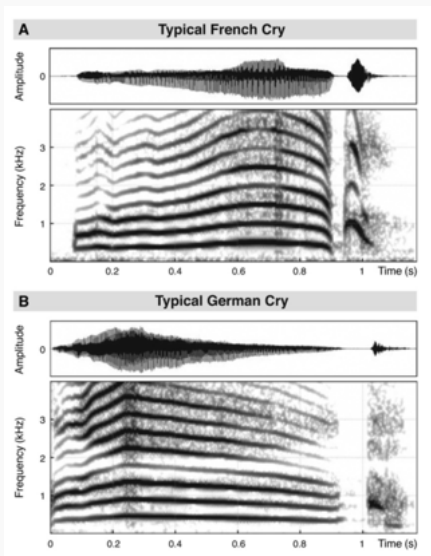 A Typical French Cry
Amplitude
0
Frequency (kHz)
3
2
1
0 0.2 0.4 0.6 0.8 1 Time (s)
B Typical German Cry
Amplitude
0
Frequency (kHz)
3
2
1
0 0.2 0.4 0.6 0.8 1 Time (s)